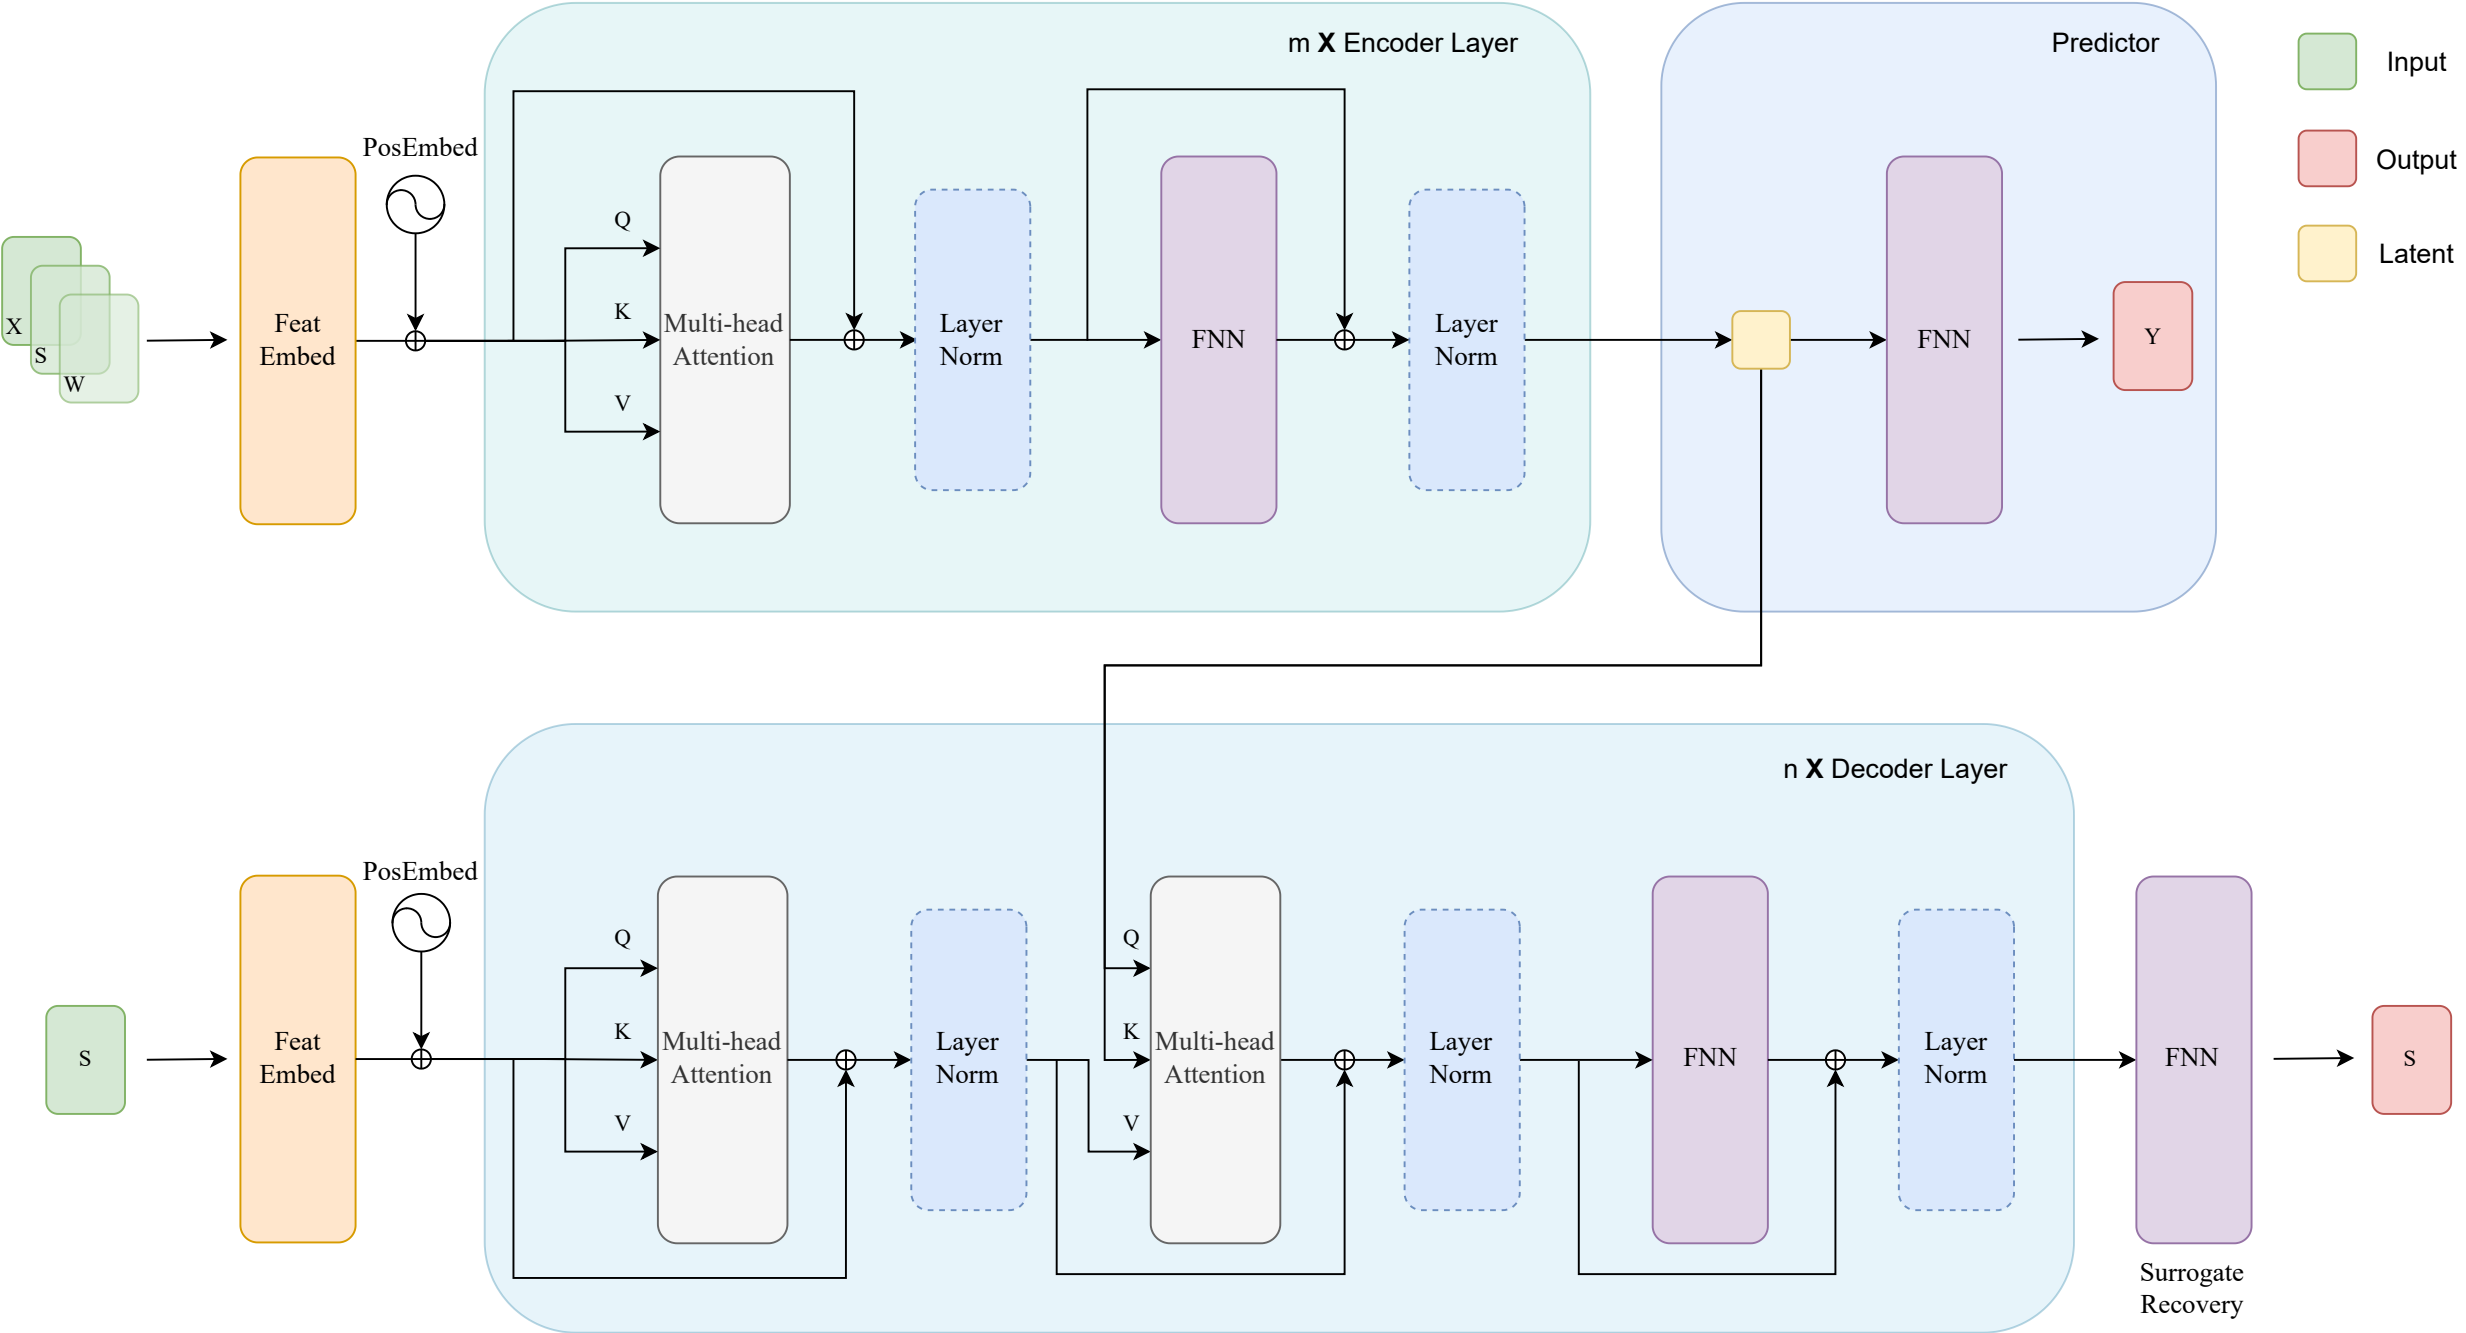 m X Encoder Layer
Predictor
Input
Output
Latent
PosEmbed
X
S
W
Feat
Embed
Q
K
V
Multi-head
Attention
Layer
Norm
FNN
Layer
Norm
FNN
Y
n X Decoder Layer
PosEmbed
S
Feat
Embed
Q
K
V
Multi-head
Attention
Layer
Norm
Q
K
V
Multi-head
Attention
Layer
Norm
FNN
Layer
Norm
FNN
S
Surrogate
Recovery